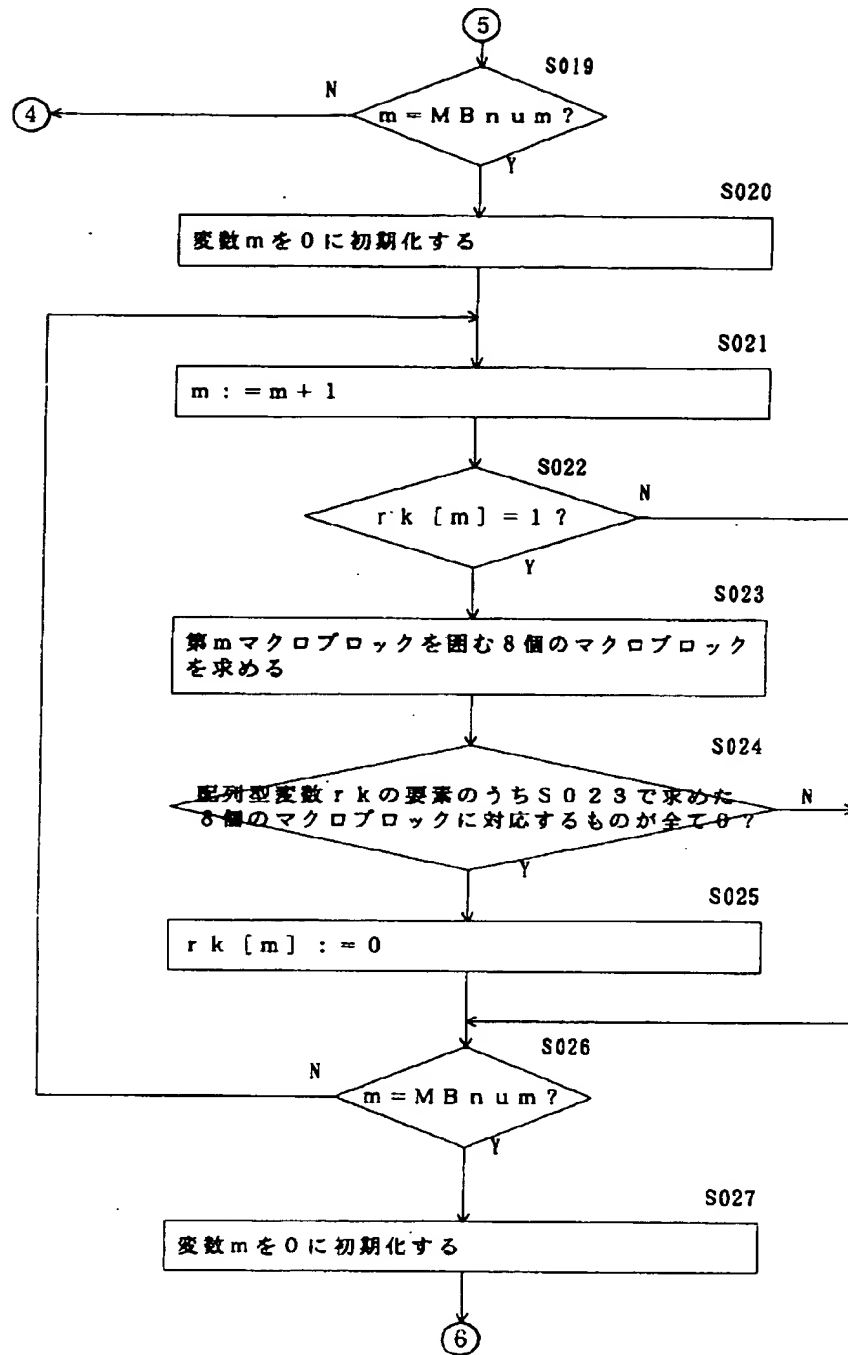 5
S019
N
4
m=MBnum?
Y
S020
変数mを0に初期化する
S021
m:=m+1
S022
rk[m]=1?
N
Y
S023
第mマクロブロックを囲む8個のマクロブロック
を求める
S024
配列型変数rkの要素のうちS023で求めた
8個のマクロブロックに対応するものが全て0?
N
Y
S025
rk[m]:=0
S026
N
m=MBnum?
Y
S027
変数mを0に初期化する
6